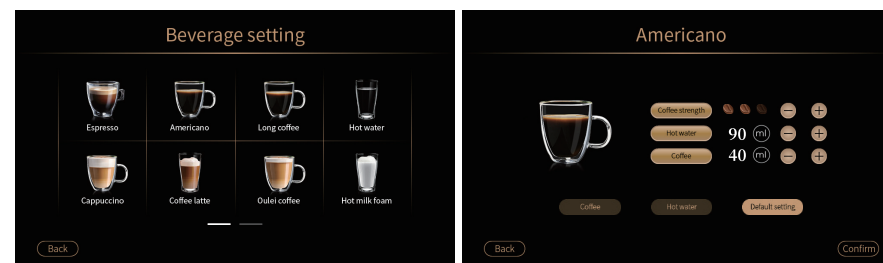 Beverage setting
Espresso
Americano
Long coffee
Hot water
Cappuccino
Coffee latte
Oulei coffee
Hot milk foam
Back
Americano
Coffee strength
Hot water 90 ml
Coffee 40 ml
Coffee
Hot water
Default setting
Back
Confirm